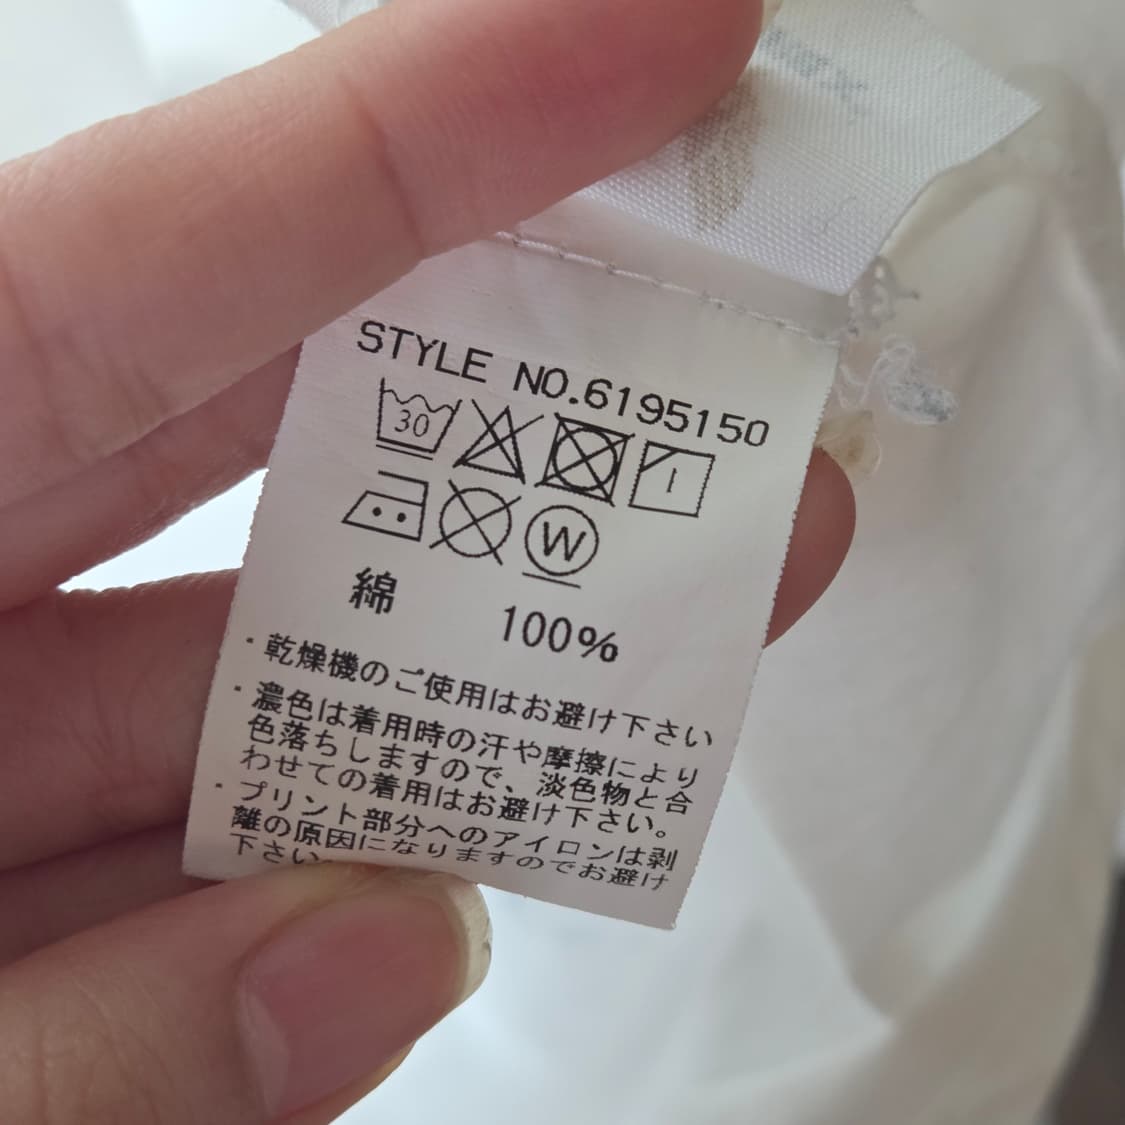 STYLE NO.6195150
30
W
綿 100%
・乾燥機のご使用はお避け下さい
・濃色は着用時の汗や摩擦により
色落ちしますので、淡色物と合
わせての着用はお避け下さい。
・プリント部分へのアイロンは剥
離の原因になりますのでお避け
下さい。